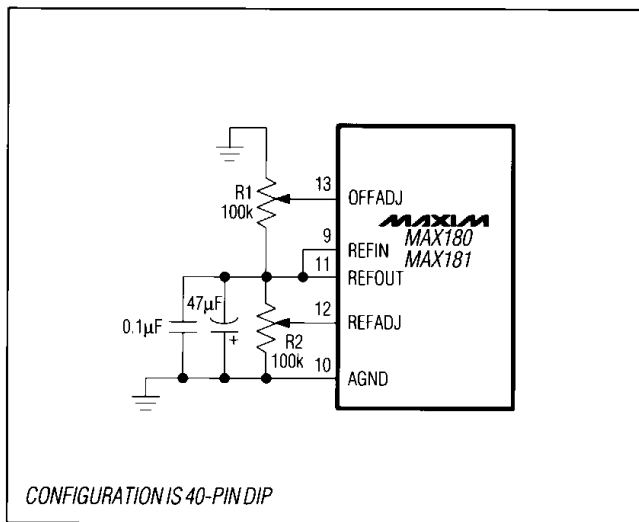 R1
100k
13
OFFADJ
MAXIM
MAX180
MAX181
9
REFIN
11
REFOUT
47µF
0.1µF
+
12
REFADJ
R2
100k
10
AGND
CONFIGURATION IS 40-PIN DIP